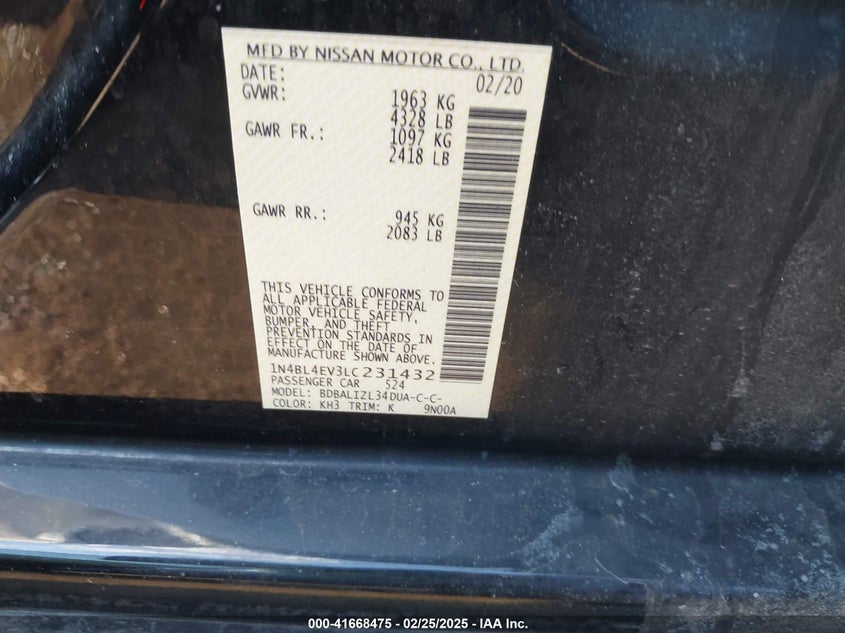 MFD BY NISSAN MOTOR CO., LTD.
DATE: 02/20
GVWR: 1963 KG
4328 LB
GAWR FR.: 1097 KG
2418 LB
GAWR RR.: 945 KG
2083 LB
THIS VEHICLE CONFORMS TO
ALL APPLICABLE FEDERAL
MOTOR VEHICLE SAFETY,
BUMPER, AND THEFT
PREVENTION STANDARDS IN
EFFECT ON THE DATE OF
MANUFACTURE SHOWN ABOVE.
1N4BL4EV3LC231432
PASSENGER CAR 524
MODEL: BDBALIZL34DUA-C-C-
COLOR: KH3 TRIM: K 9N00A
000-41668475 - 02/25/2025 - IAA Inc.